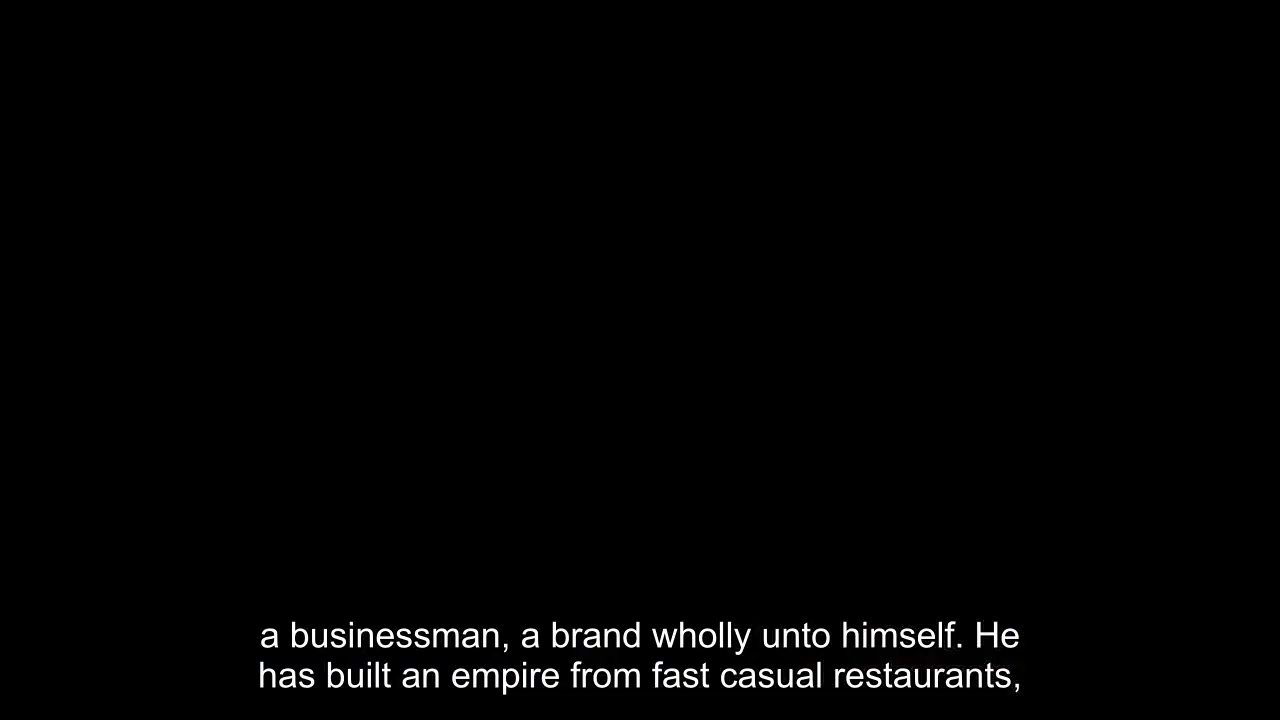 a businessman, a brand wholly unto himself. He
has built an empire from fast casual restaurants,